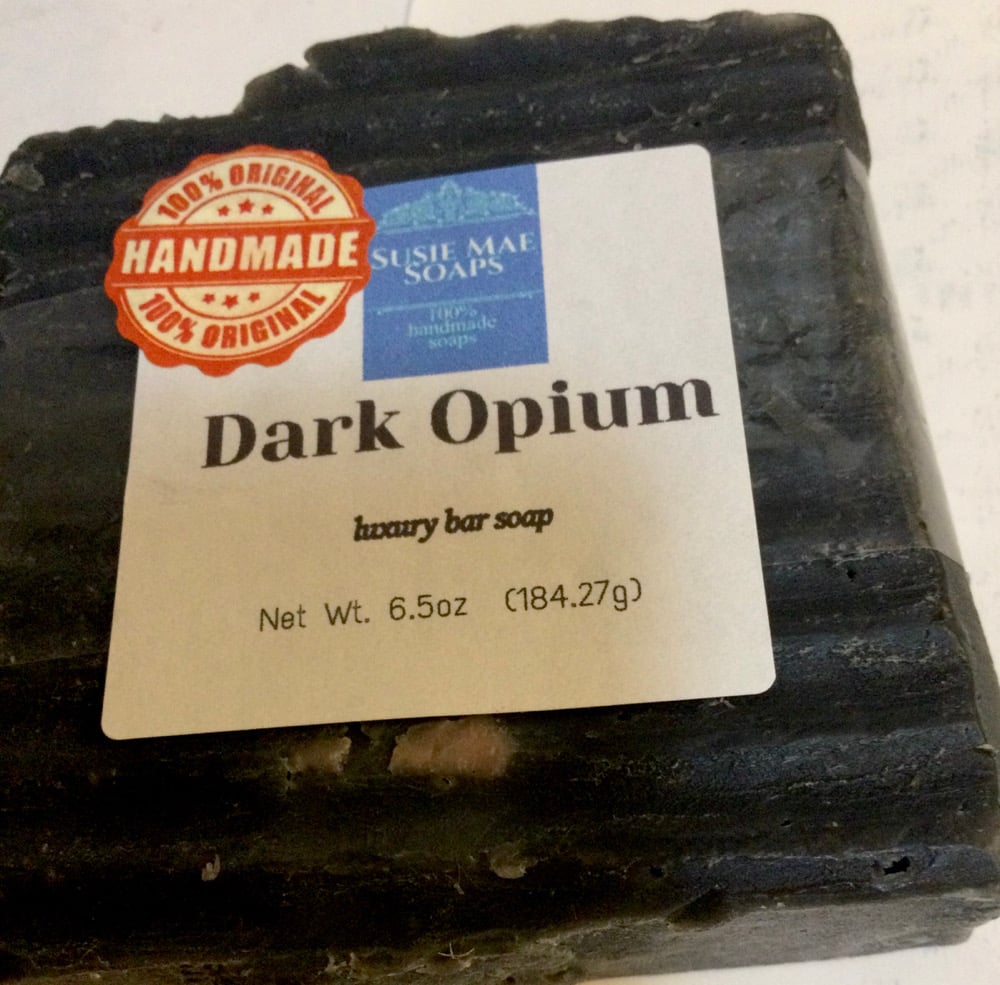 100% ORIGINAL
HANDMADE
100% ORIGINAL
SUSIE MAE
SOAPS
100%
handmade
soaps
Dark Opium
luxury bar soap
Net Wt. 6.5oz (184.27g)